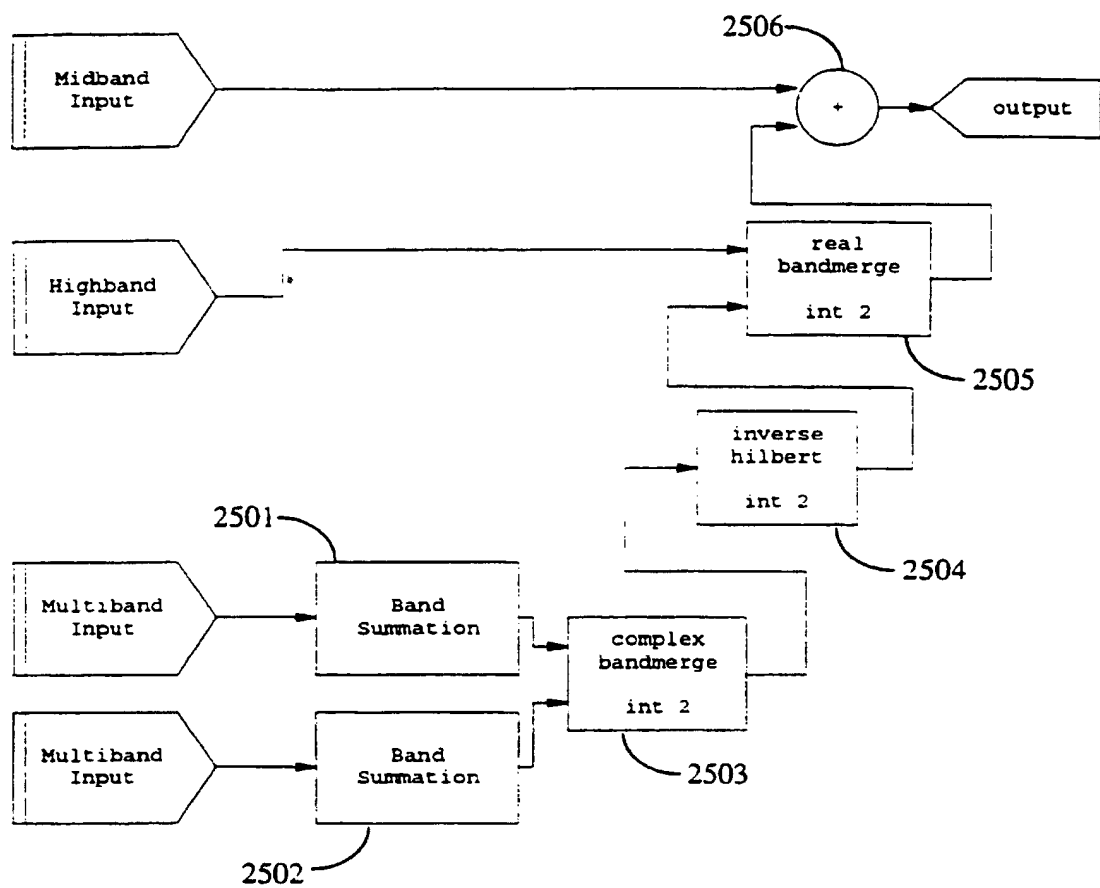 2506
Midband
Input
+
output
Highband
Input
real
bandmerge
int 2
2505
inverse
hilbert
int 2
2504
2501
Multiband
Input
Band
Summation
complex
bandmerge
int 2
2503
Multiband
Input
Band
Summation
2502